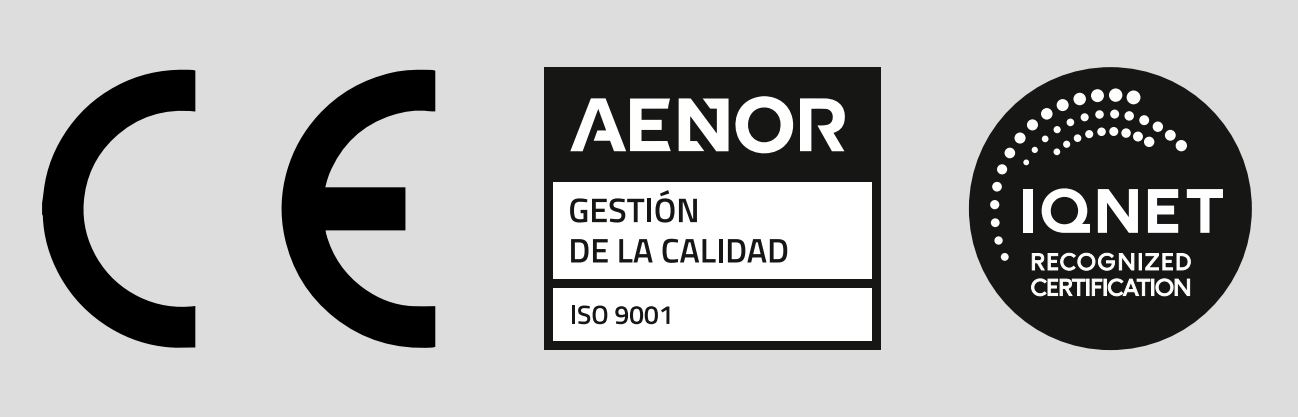 CE
AENOR
GESTIÓN
DE LA CALIDAD
ISO 9001
IQNET
RECOGNIZED
CERTIFICATION